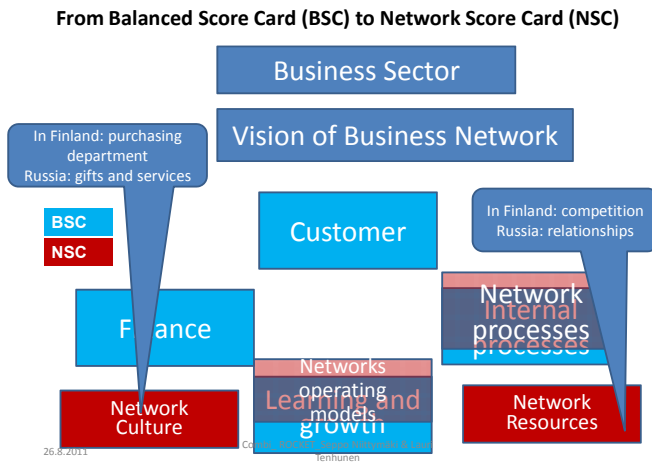 From Balanced Score Card (BSC) to Network Score Card (NSC)
Business Sector
Vision of Business Network
In Finland: purchasing
department
Russia: gifts and services
BSC
NSC
Customer
In Finland: competition
Russia: relationships
Finance
Network
processes
Internal
processes
Networks
operating
models
Learning and
growth
Network
Culture
Network
Resources
26.8.2011
Tenhunen